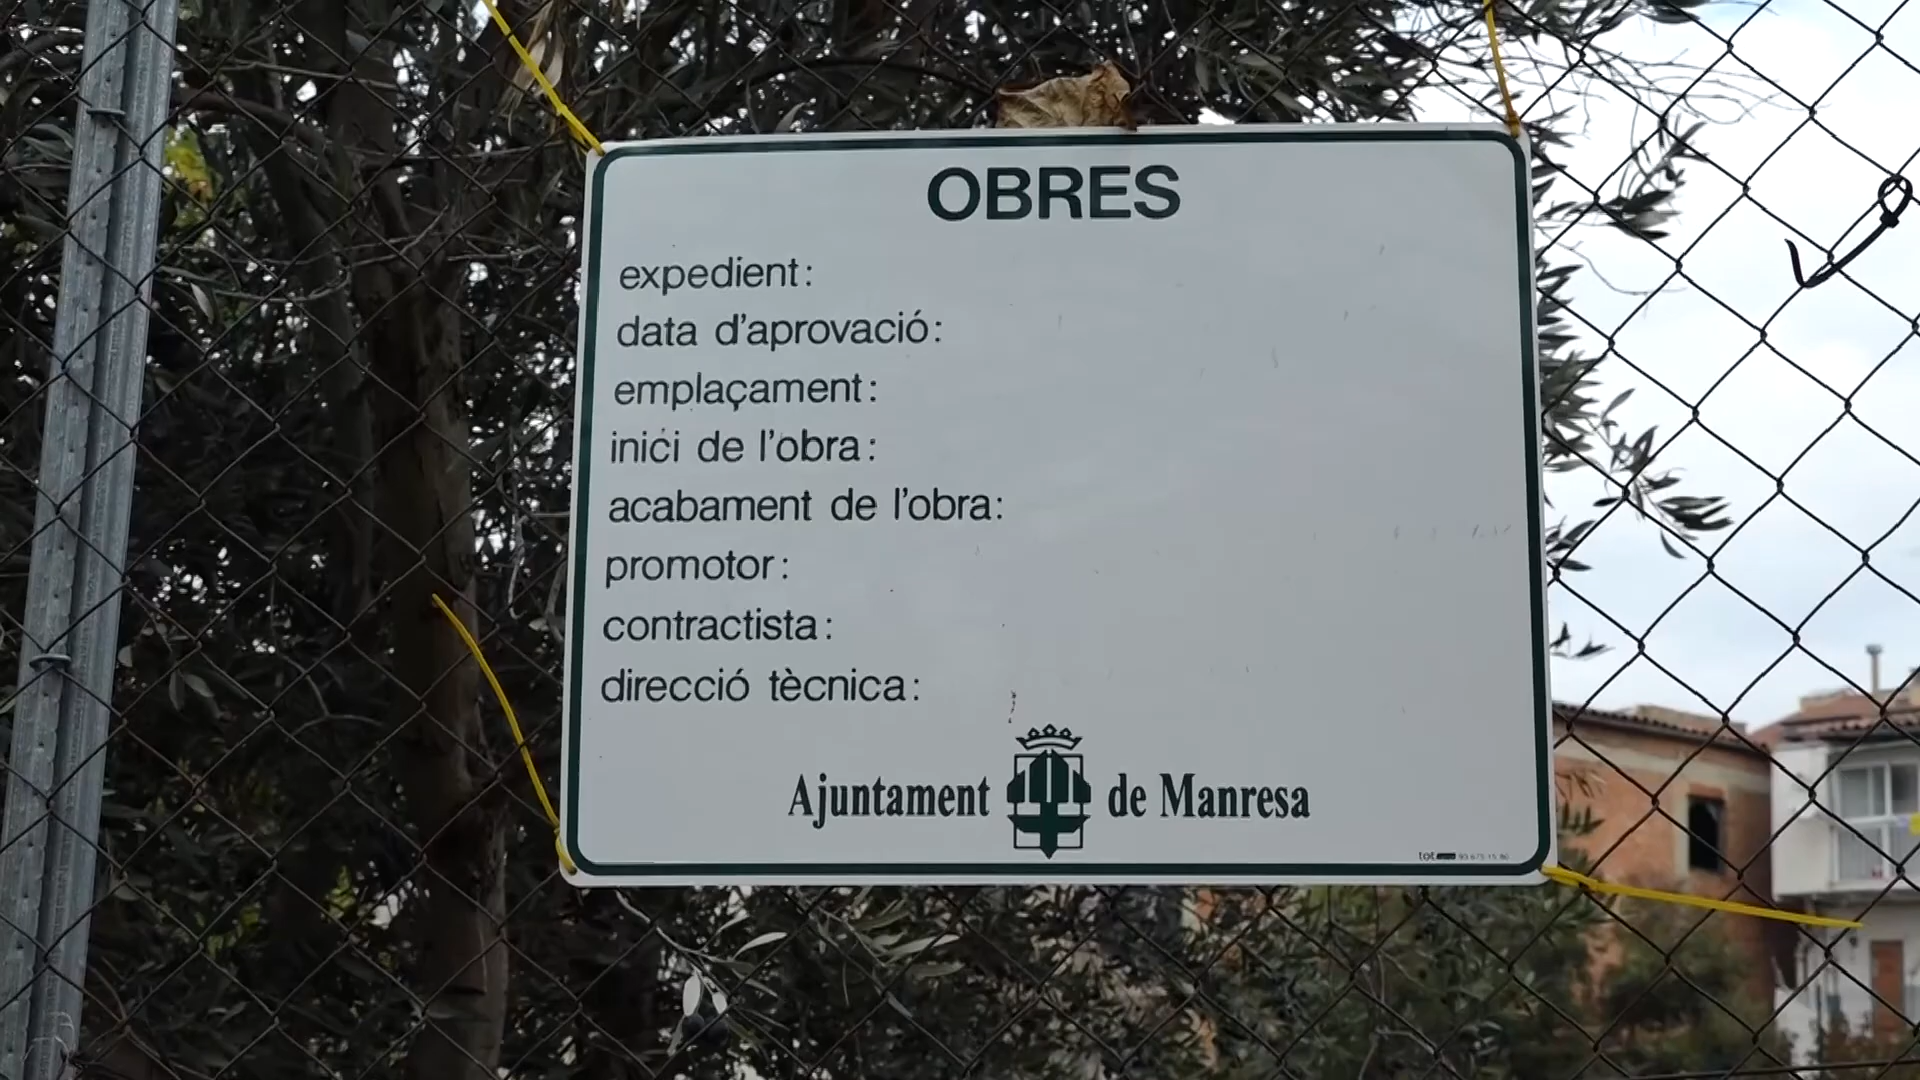 OBRES
expedient:
data d'aprovació:
emplaçament:
inici de l'obra:
acabament de l'obra:
promotor:
contractista:
direcció tècnica:
Ajuntament de Manresa